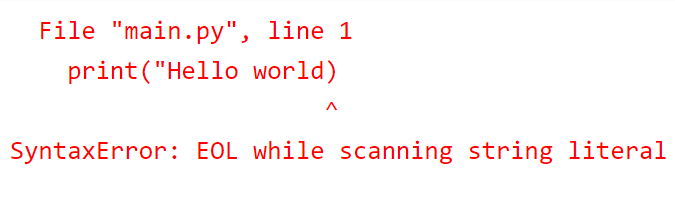 File "main.py", line 1
print("Hello world)
^
SyntaxError: EOL while scanning string literal